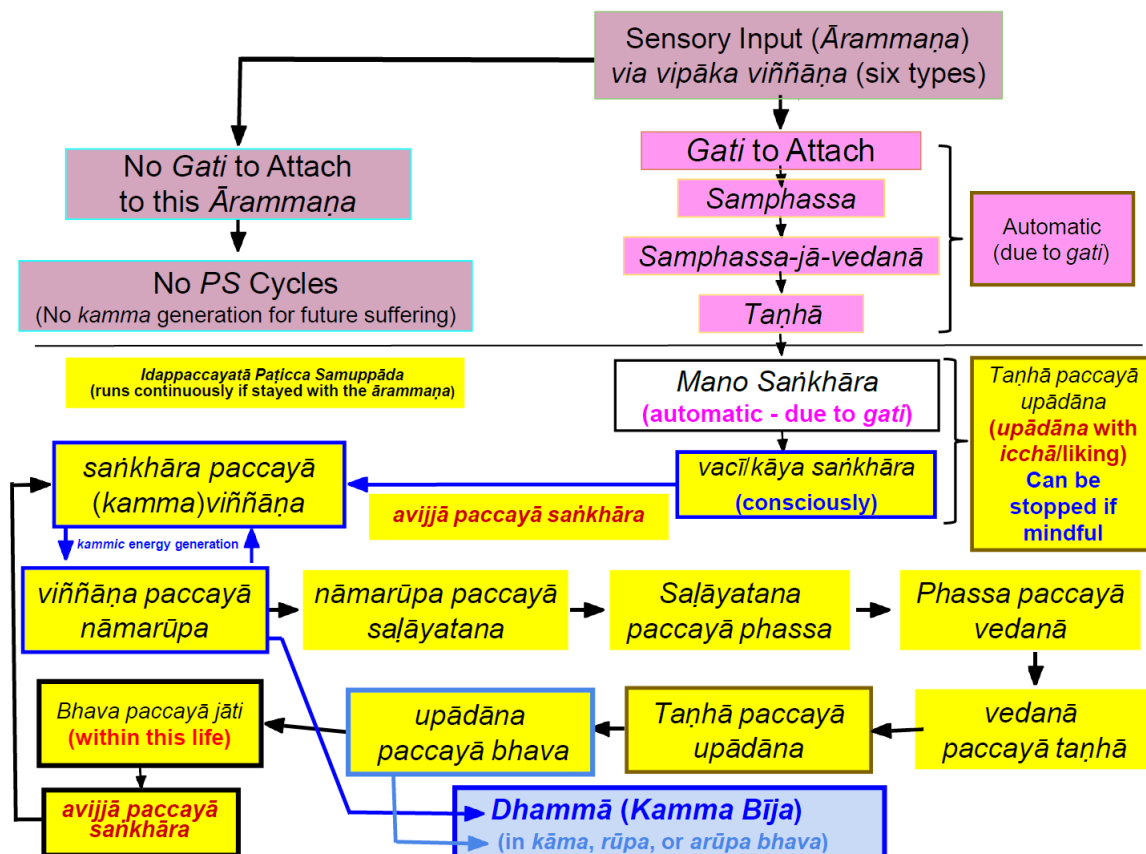 Sensory Input (Ārammaṇa)
via vipāka viññāṇa (six types)
No Gati to Attach
to this Ārammaṇa
No PS Cycles
(No kamma generation for future suffering)
Gati to Attach
Samphassa
Samphassa-jā-vedanā
Taṇhā
Automatic
(due to gati)
Idappaccayatā Paṭicca Samuppāda
(runs continuously if stayed with the ārammaṇa)
Mano Saṅkhāra
(automatic - due to gati)
vacī/kāya saṅkhāra
(consciously)
Taṇhā paccayā
upādāna
(upādāna with
icchā/liking)
Can be
stopped if
mindful
avijjā paccayā saṅkhāra
saṅkhāra paccayā
(kamma)viññāṇa
kammic energy generation
viññāṇa paccayā
nāmarūpa
nāmarūpa paccayā
saḷāyatana
Saḷāyatana
paccayā phassa
Phassa paccayā
vedanā
vedanā
paccayā taṇhā
Taṇhā paccayā
upādāna
upādāna
paccayā bhava
Bhava paccayā jāti
(within this life)
avijjā paccayā
saṅkhāra
Dhammā (Kamma Bīja)
(in kāma, rūpa, or arūpa bhava)